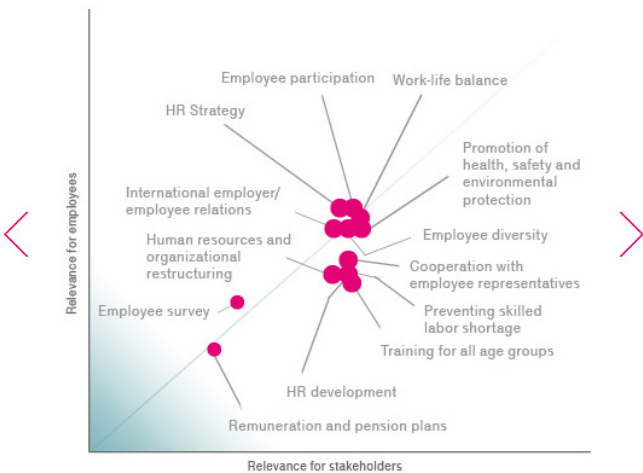 Employee participation
Work-life balance
HR Strategy
Promotion of
health, safety and
environmental
protection
International employer/
employee relations
Employee diversity
Human resources and
organizational
restructuring
Cooperation with
employee representatives
Employee survey
Preventing skilled
labor shortage
Training for all age groups
HR development
Remuneration and pension plans
Relevance for employees
Relevance for stakeholders